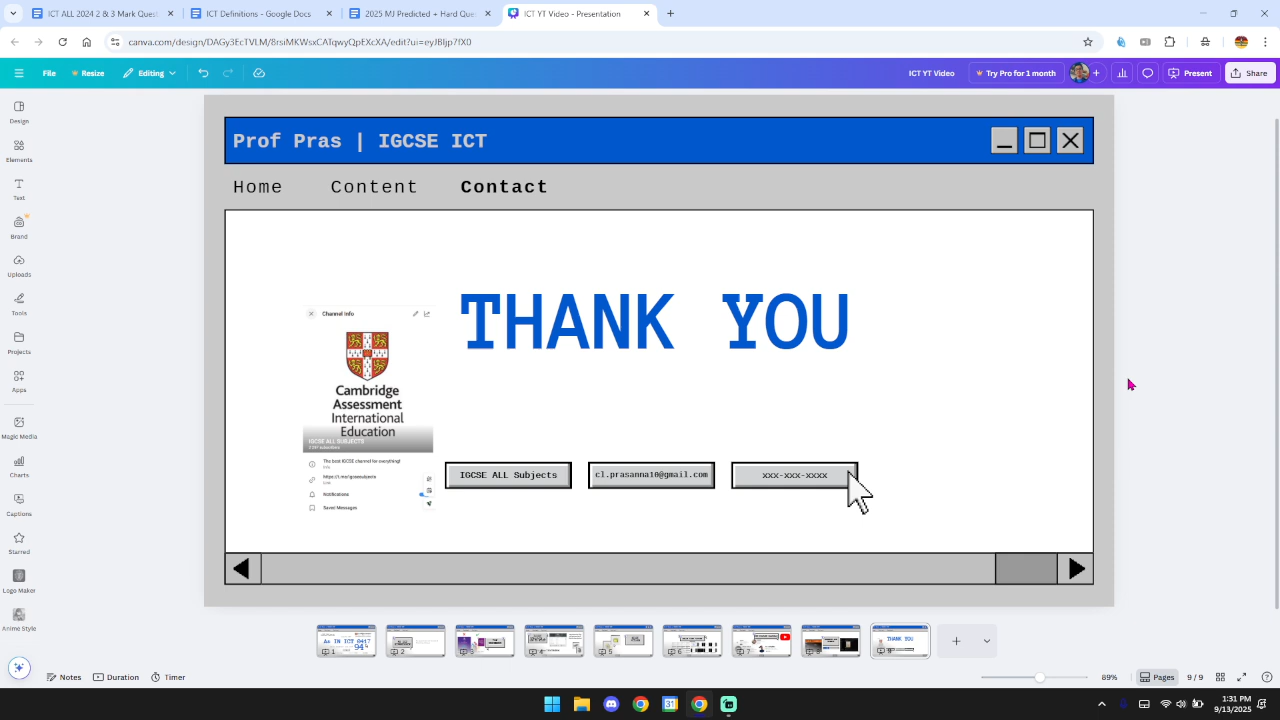 ICT ALL 2024 2 & 3 Mark Quest
ICT Definitions - Google Docs
2025 MJ Predicted + Hard Que
ICT YT Video - Presentation
canva.com/design/DAGy3EctVLM/8rsiMKWsxCATqwyQpEXcXA/edit?ui=eyJBIjp7fX0
File
Resize
Editing
ICT YT Video
Try Pro for 1 month
Present
Share
Design
Elements
Text
Brand
Uploads
Tools
Projects
Apps
Magic Media
Charts
Captions
Starred
Logo Maker
Anime Style
Prof Pras | IGCSE ICT
Home Content Contact
THANK YOU
Channel Info
Cambridge
Assessment
International
Education
IGCSE ALL SUBJECTS
The best IGCSE channel for everything!
Notifications
Saved Messages
IGCSE ALL Subjects
cl.prasanna10@gmail.com
xxx-xxx-xxxx
1
2
Notes
Duration
Timer
89%
Pages
9 / 9
31
1:31 PM
9/13/2025